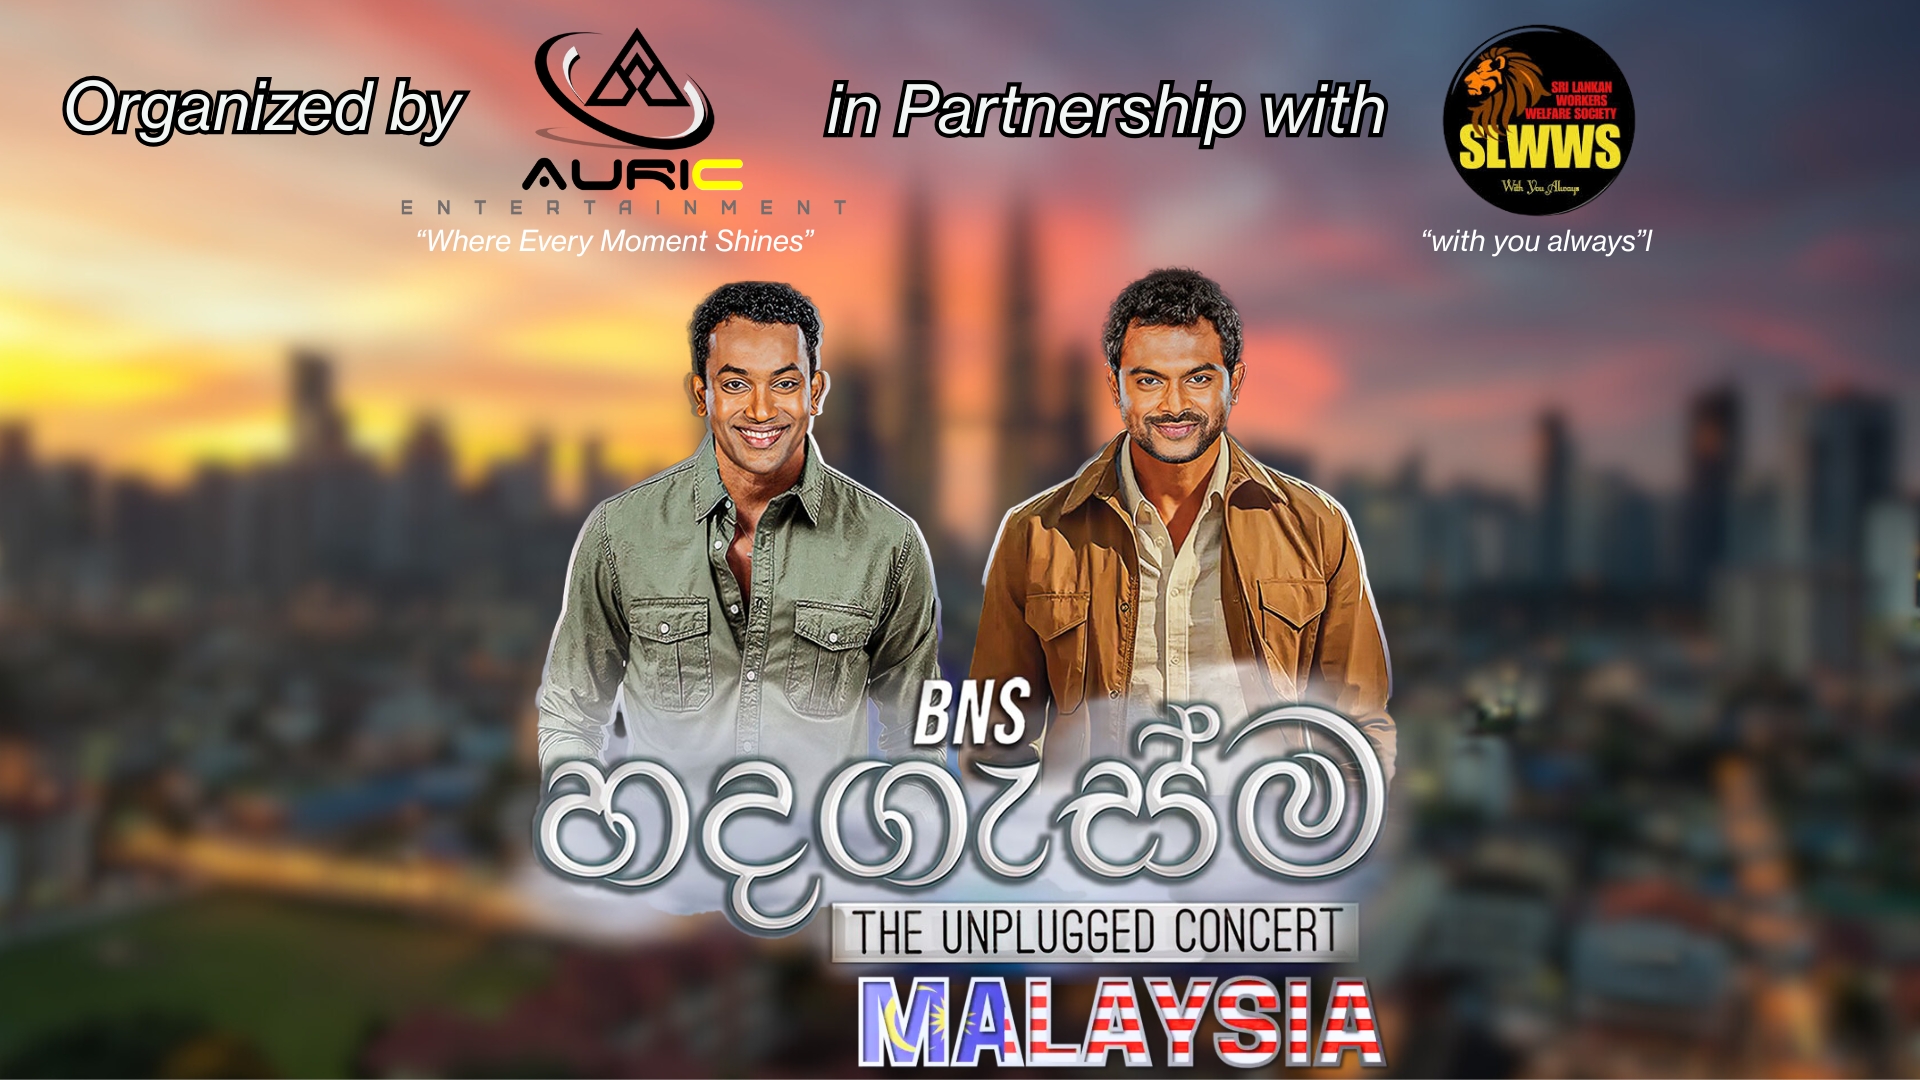 Organized by
in Partnership with
AURIC
ENTERTAINMENT
“Where Every Moment Shines”
SRI LANKAN
WORKERS
WELFARE SOCIETY
SLWWS
With You Always
“with you always”l
BNS
හදගැස්ම
THE UNPLUGGED CONCERT
MALAYSIA